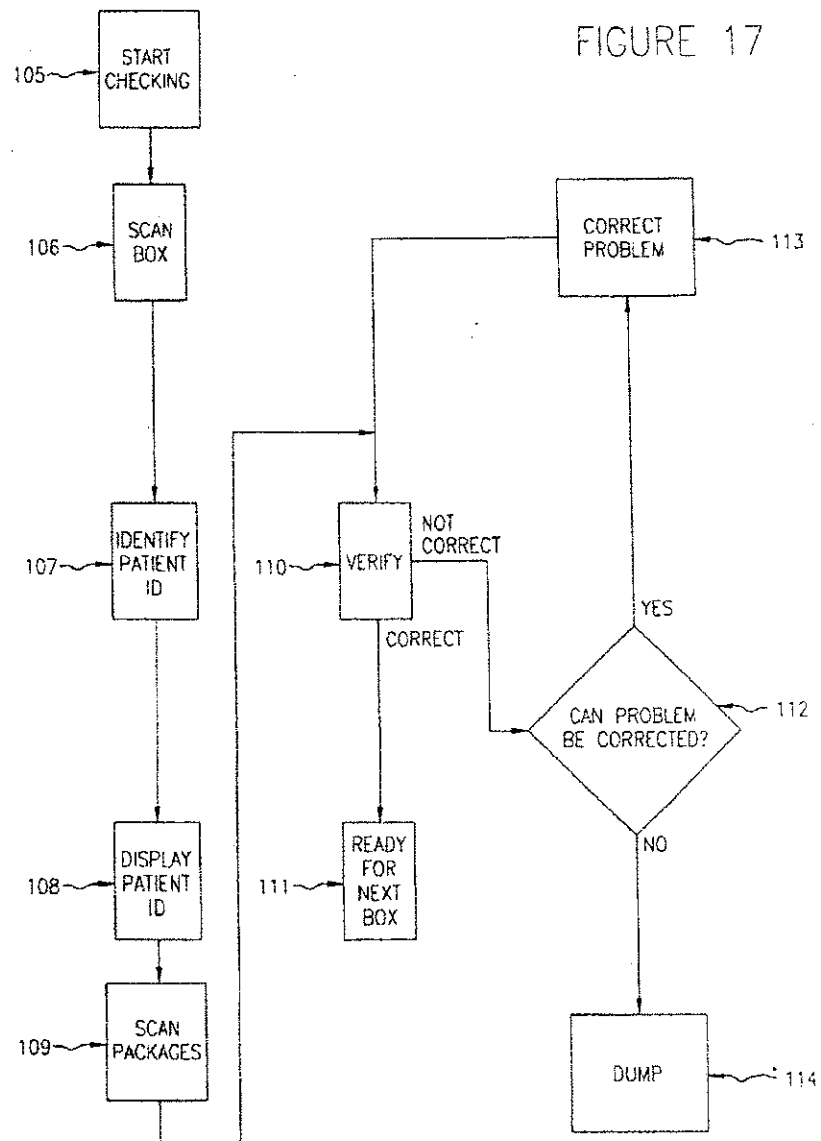 FIGURE 17
105
START
CHECKING
106
SCAN
BOX
107
IDENTIFY
PATIENT
ID
108
DISPLAY
PATIENT
ID
109
SCAN
PACKAGES
110
VERIFY
NOT
CORRECT
CORRECT
111
READY
FOR
NEXT
BOX
CORRECT
PROBLEM
113
YES
CAN PROBLEM
BE CORRECTED?
112
NO
DUMP
114